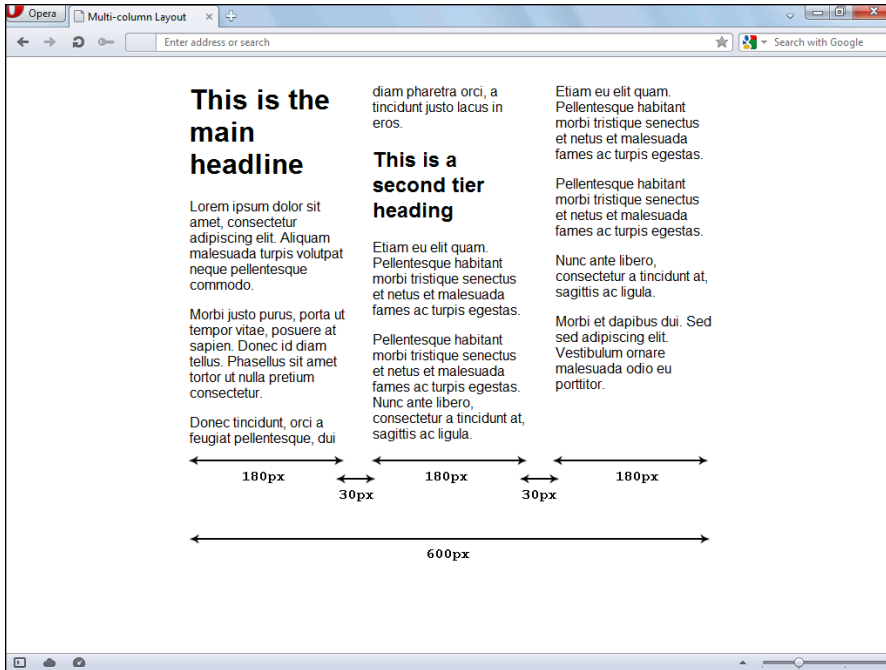 Opera
Multi-column Layout
Enter address or search
Search with Google
This is the
main
headline
Lorem ipsum dolor sit
amet, consectetur
adipiscing elit. Aliquam
malesuada turpis volutpat
neque pellentesque
commodo.
Morbi justo purus, porta ut
tempor vitae, posuere at
sapien. Donec id diam
tellus. Phasellus sit amet
tortor ut nulla pretium
consectetur.
Donec tincidunt, orci a
feugiat pellentesque, dui
diam pharetra orci, a
tincidunt justo lacus in
eros.
This is a
second tier
heading
Etiam eu elit quam.
Pellentesque habitant
morbi tristique senectus
et netus et malesuada
fames ac turpis egestas.
Pellentesque habitant
morbi tristique senectus
et netus et malesuada
fames ac turpis egestas.
Nunc ante libero,
consectetur a tincidunt at,
sagittis ac ligula.
Etiam eu elit quam.
Pellentesque habitant
morbi tristique senectus
et netus et malesuada
fames ac turpis egestas.
Pellentesque habitant
morbi tristique senectus
et netus et malesuada
fames ac turpis egestas.
Nunc ante libero,
consectetur a tincidunt at,
sagittis ac ligula.
Morbi et dapibus dui. Sed
sed adipiscing elit.
Vestibulum ornare
malesuada odio eu
porttitor.
180px
180px
180px
30px
30px
600px